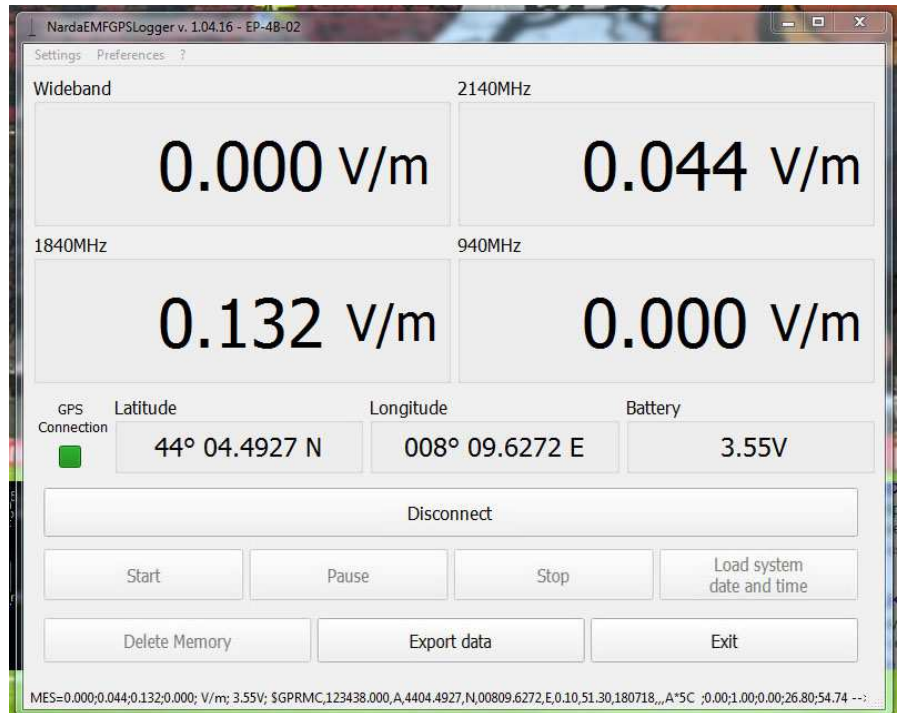 NardaEMFGPSLogger v. 1.04.16 - EP-4B-02
Settings Preferences ?
Wideband
2140MHz
0.000 V/m
0.044 V/m
1840MHz
940MHz
0.132 V/m
0.000 V/m
GPS Connection
Latitude
Longitude
Battery
44° 04.4927 N
008° 09.6272 E
3.55V
Disconnect
Start
Pause
Stop
Load system
date and time
Delete Memory
Export data
Exit
MES=0.000;0.044;0.132;0.000; V/m; 3.55V; $GPRMC,123438.000,A,4404.4927,N,00809.6272,E,0.10,51.30,180718,,,A*5C ;0.00;1.00;0.00;26.80;54.74 -->